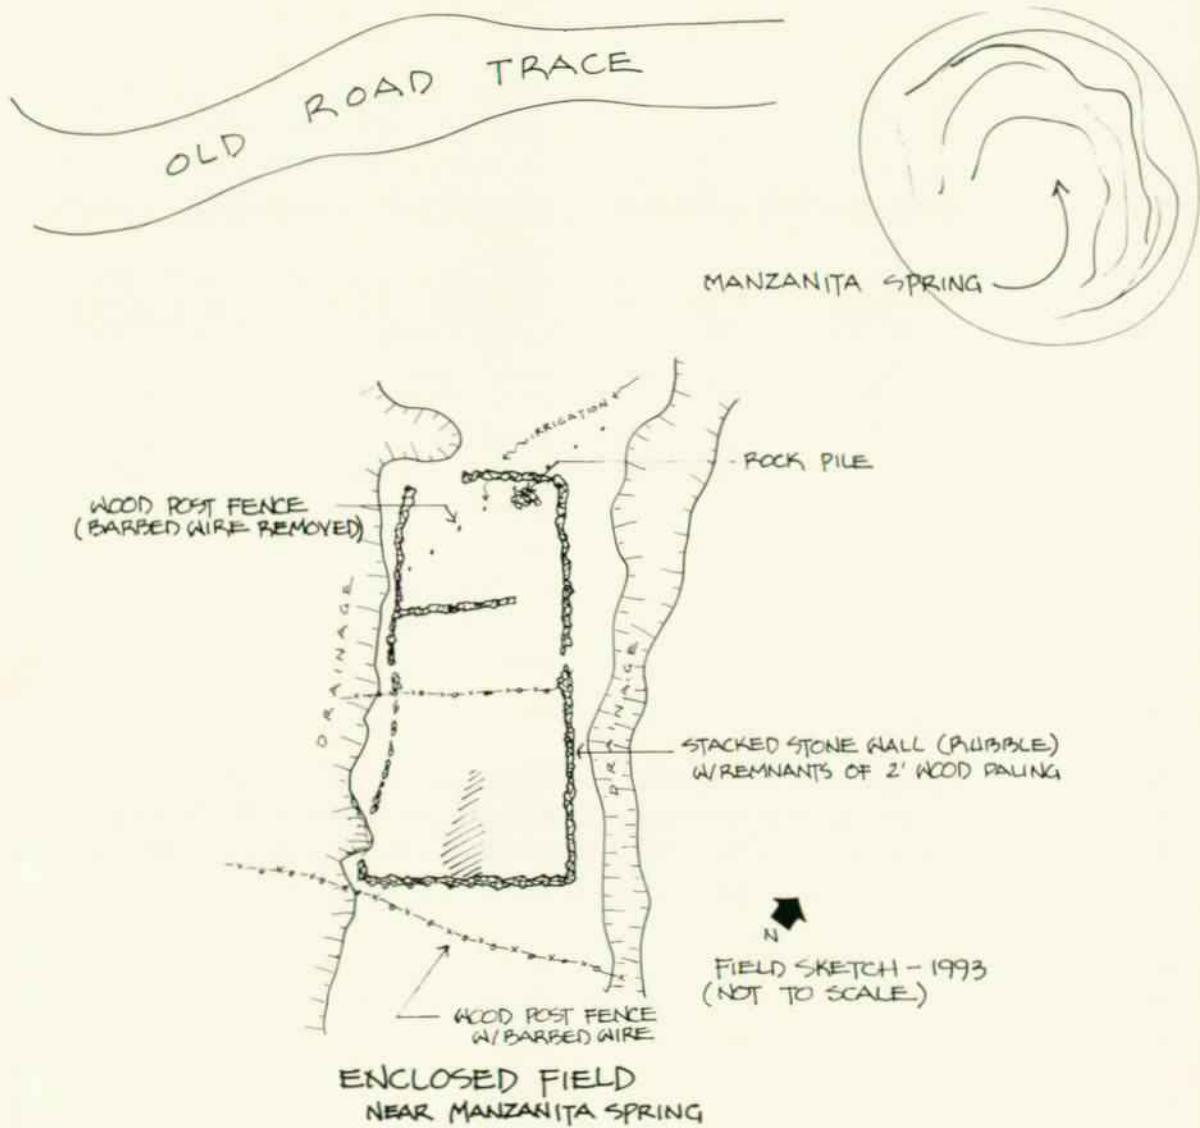 OLD ROAD TRACE
MANZANITA SPRING
IRRIGATION
ROCK PILE
WOOD POST FENCE
(BARBED WIRE REMOVED)
DRAINAGE
DRAINAGE
STACKED STONE WALL (RUBBLE)
W/REMNANTS OF 2' WOOD PALING
N
FIELD SKETCH - 1993
(NOT TO SCALE)
WOOD POST FENCE
W/BARBED WIRE
ENCLOSED FIELD
NEAR MANZANITA SPRING